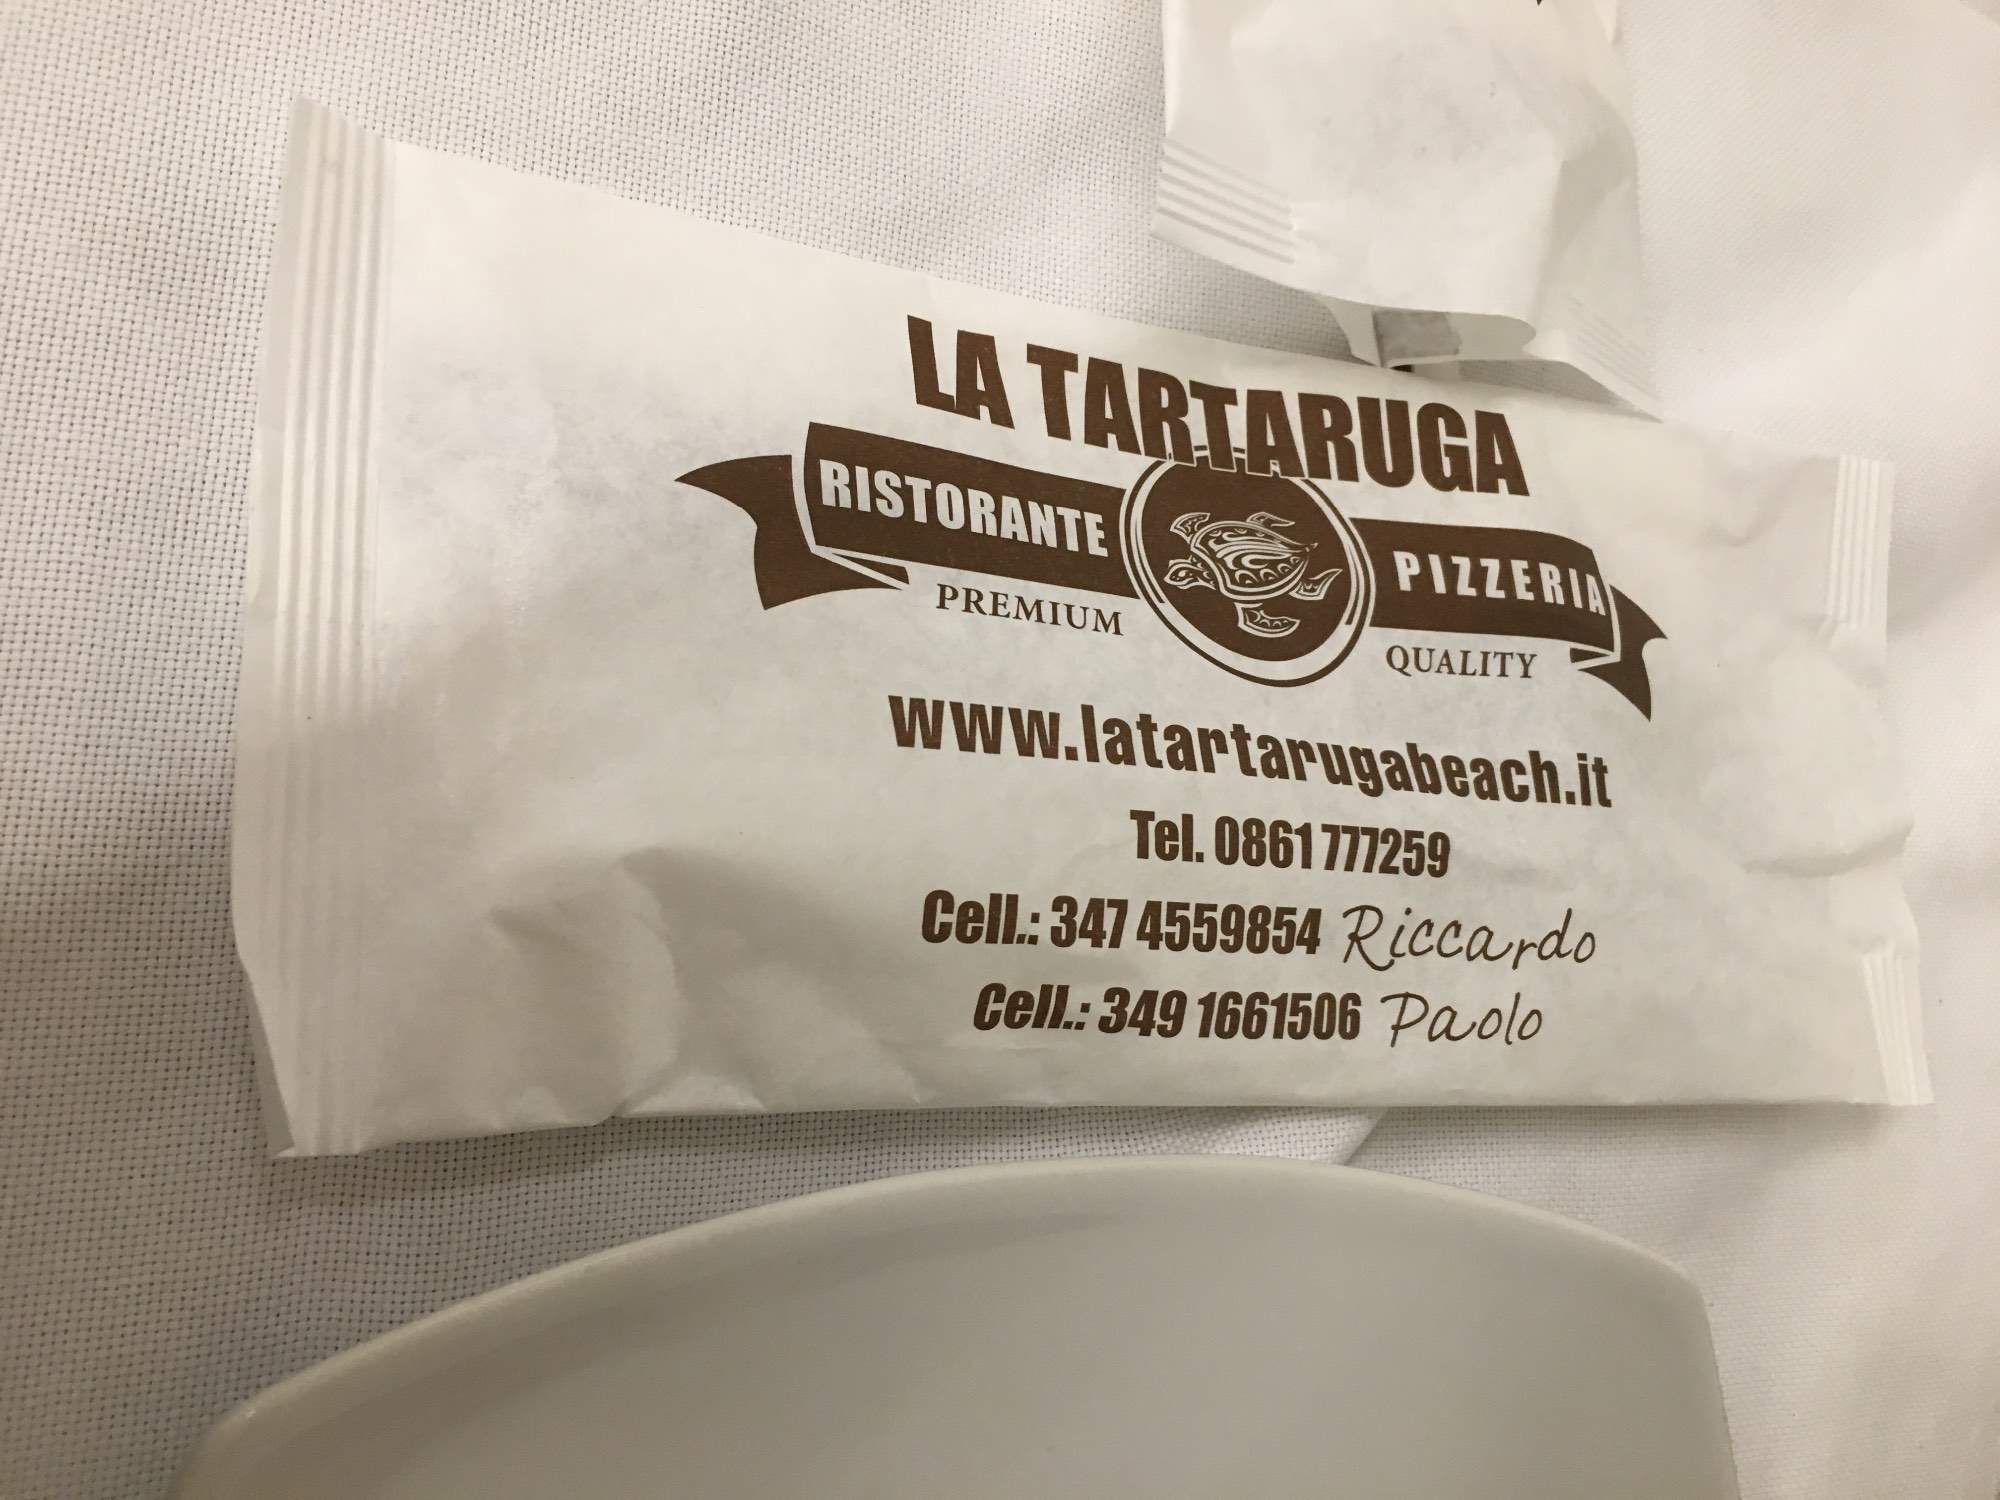 LA TARTARUGA
RISTORANTE PIZZERIA
PREMIUM QUALITY
www.latartarugabeach.it
Tel. 0861 777259
Cell.: 347 4559854 Riccardo
Cell.: 349 1661506 Paolo